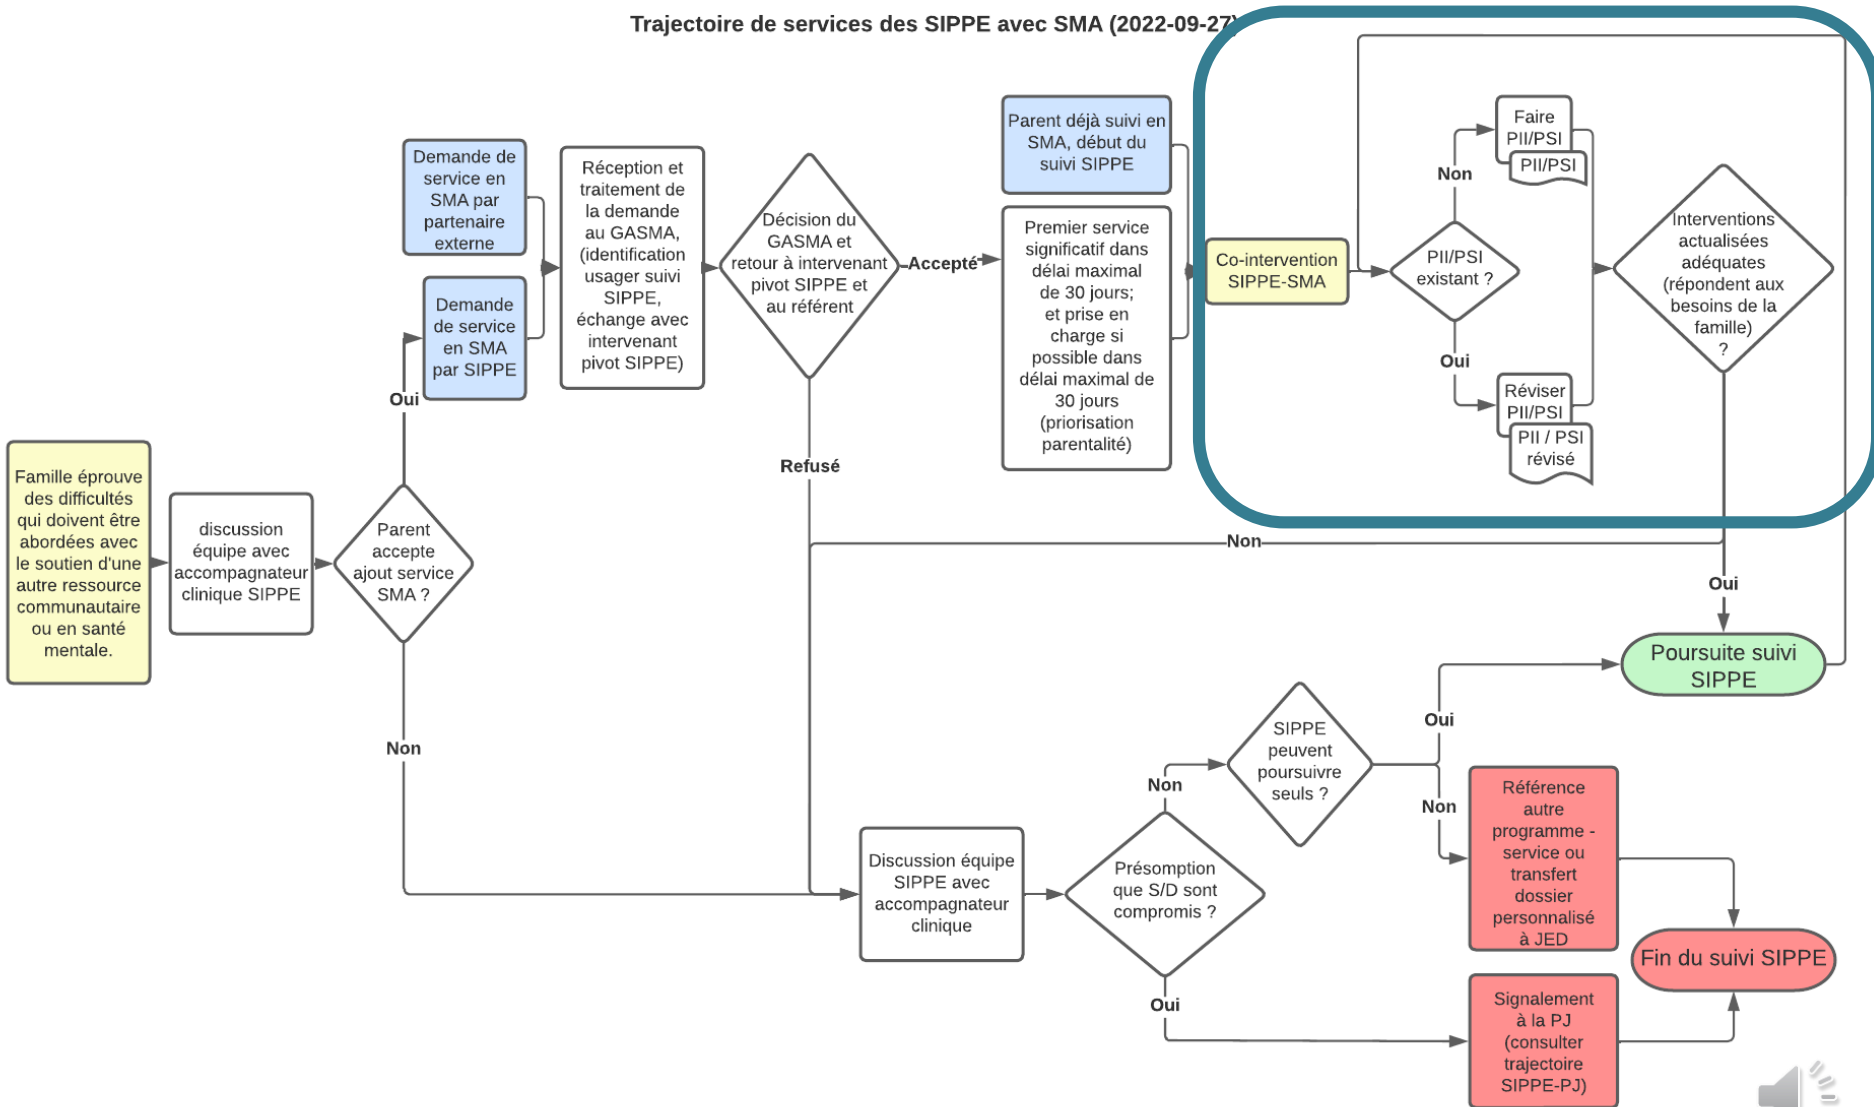 Trajectoire de services des SIPPE avec SMA (2022-09-27)
Famille éprouve
des difficultés
qui doivent être
abordées avec
le soutien d'une
autre ressource
communautaire
ou en santé
mentale.
discussion
équipe avec
accompagnateur
clinique SIPPE
Parent
accepte
ajout service
SMA ?
Oui
Non
Demande de
service en
SMA par
partenaire
externe
Demande
de service
en SMA
par SIPPE
Réception et
traitement de
la demande
au GASMA,
(identification
usager suivi
SIPPE,
échange avec
intervenant
pivot SIPPE)
Décision du
GASMA et
retour à intervenant
pivot SIPPE et
au référent
Accepté
Refusé
Parent déjà suivi en
SMA, début du
suivi SIPPE
Premier service
significatif dans
délai maximal
de 30 jours;
et prise en
charge si
possible dans
délai maximal de
30 jours
(priorisation
parentalité)
Co-intervention
SIPPE-SMA
PII/PSI
existant ?
Non
Faire
PII/PSI
PII/PSI
Oui
Réviser
PII/PSI
PII / PSI
révisé
Interventions
actualisées
adéquates
(répondent aux
besoins de la
famille)
?
Non
Oui
Poursuite suivi
SIPPE
Discussion équipe
SIPPE avec
accompagnateur
clinique
Présomption
que S/D sont
compromis ?
Non
Oui
SIPPE
peuvent
poursuivre
seuls ?
Oui
Non
Référence
autre
programme -
service ou
transfert
dossier
personnalisé
à JED
Signalement
à la PJ
(consulter
trajectoire
SIPPE-PJ)
Fin du suivi SIPPE